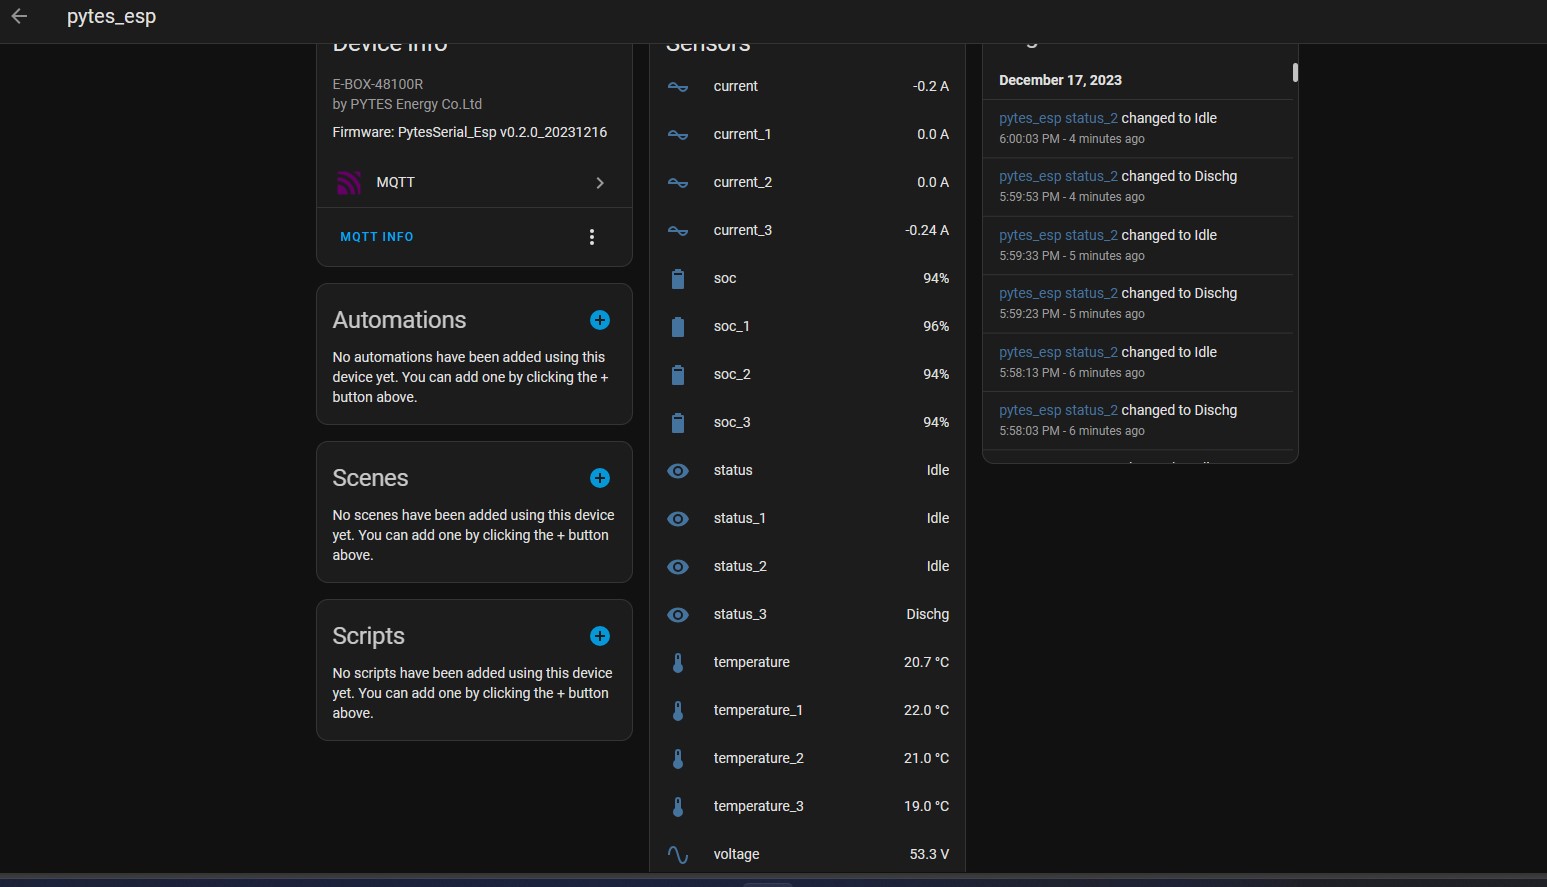 pytes_esp
Device info
E-BOX-48100R
by PYTES Energy Co.Ltd
Firmware: PytesSerial_Esp v0.2.0_20231216
MQTT
MQTT INFO
Automations
No automations have been added using this
device yet. You can add one by clicking the +
button above.
Scenes
No scenes have been added using this device
yet. You can add one by clicking the + button
above.
Scripts
No scripts have been added using this device
yet. You can add one by clicking the + button
above.
Sensors
current -0.2 A
current_1 0.0 A
current_2 0.0 A
current_3 -0.24 A
soc 94%
soc_1 96%
soc_2 94%
soc_3 94%
status Idle
status_1 Idle
status_2 Idle
status_3 Dischg
temperature 20.7 °C
temperature_1 22.0 °C
temperature_2 21.0 °C
temperature_3 19.0 °C
voltage 53.3 V
December 17, 2023
pytes_esp status_2 changed to Idle
6:00:03 PM - 4 minutes ago
pytes_esp status_2 changed to Dischg
5:59:53 PM - 4 minutes ago
pytes_esp status_2 changed to Idle
5:59:33 PM - 5 minutes ago
pytes_esp status_2 changed to Dischg
5:59:23 PM - 5 minutes ago
pytes_esp status_2 changed to Idle
5:58:13 PM - 6 minutes ago
pytes_esp status_2 changed to Dischg
5:58:03 PM - 6 minutes ago